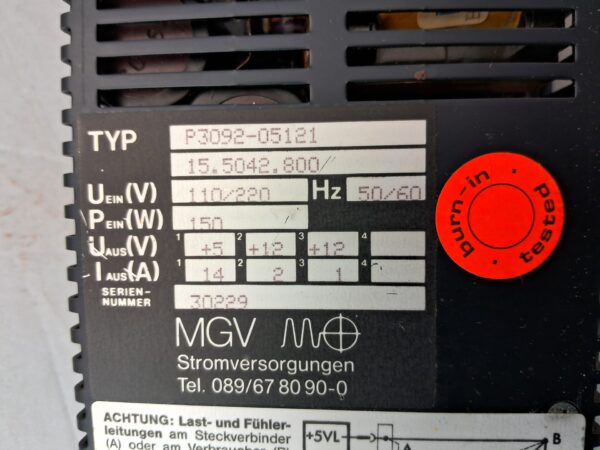 TYP P3092-05121
15.5042.800/
UEIN(V) 110/220 Hz 50/60
PEIN(W) 150
UAUS(V) 1 +5 2 +12 3 +12 4
IAUS(A) 1 14 2 2 3 1 4
SERIEN-
NUMMER 30229
MGV
Stromversorgungen
Tel. 089/67 80 90-0
burn-in
tested
ACHTUNG: Last- und Fühler-
leitungen am Steckverbinder
(A) oder am Verbraucher (B)
+5VL
B